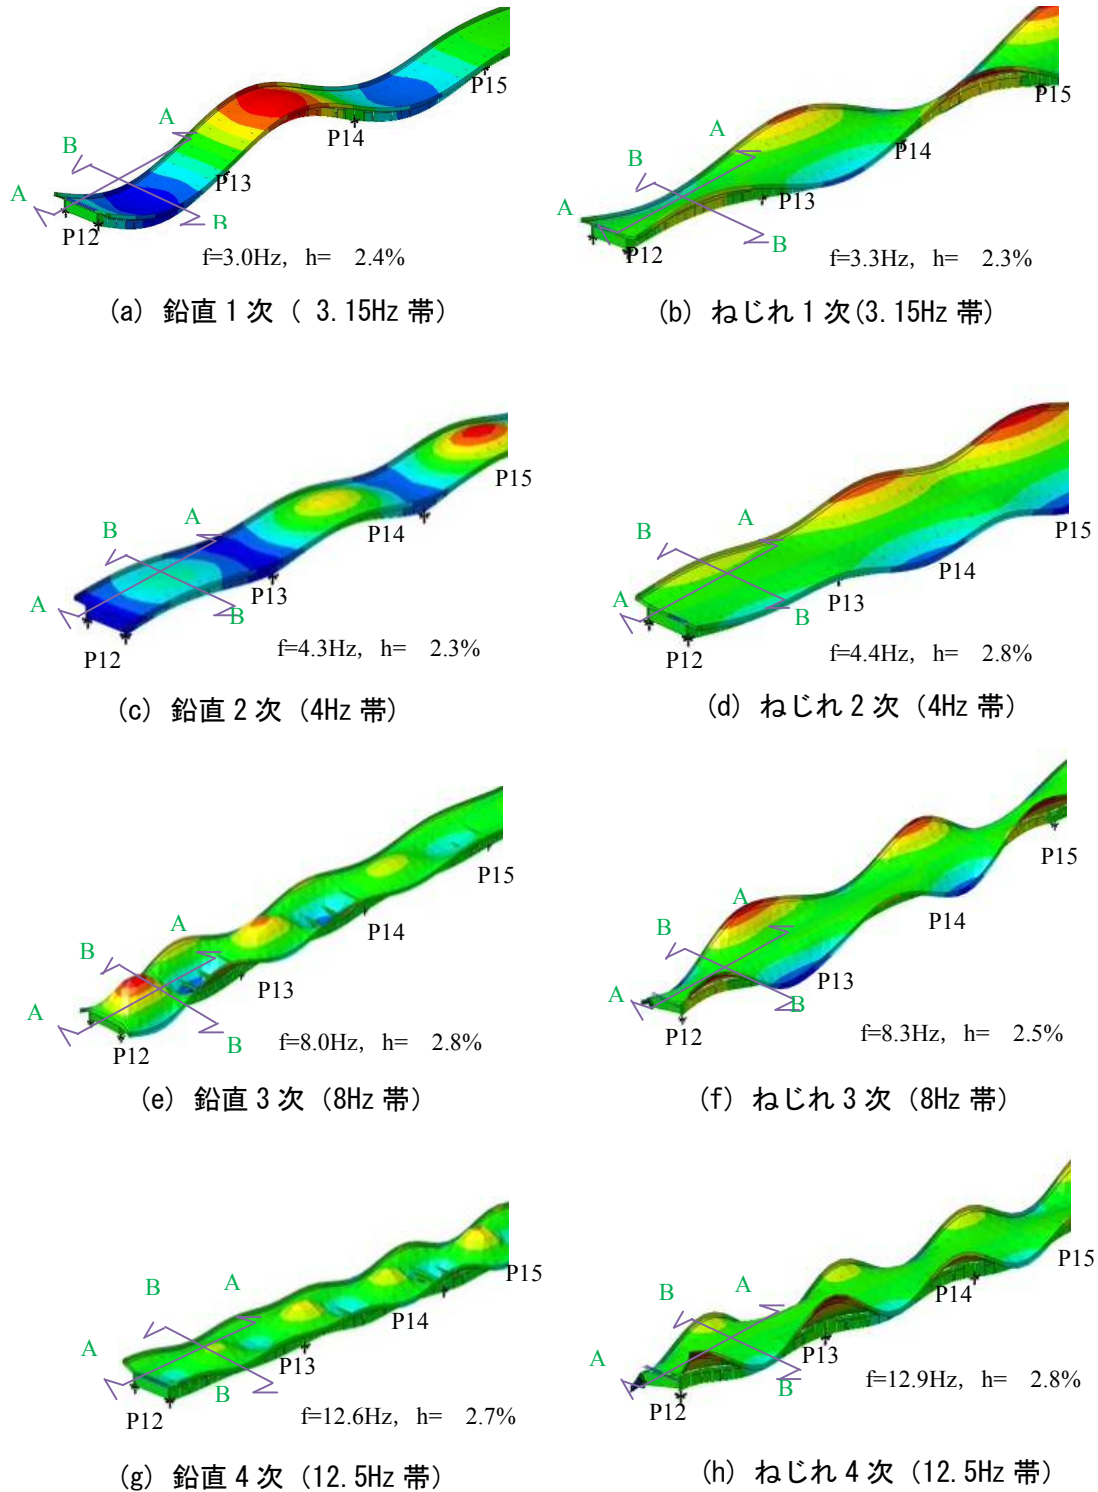 A
B
A
B
P12
P13
P14
P15
f=3.0Hz, h= 2.4%
(a) 鉛直 1 次 ( 3.15Hz 帯)
A
B
A
B
P12
P13
P14
P15
f=3.3Hz, h= 2.3%
(b) ねじれ 1 次(3.15Hz 帯)
A
B
A
B
P12
P13
P14
P15
f=4.3Hz, h= 2.3%
(c) 鉛直 2 次 (4Hz 帯)
A
B
A
B
P12
P13
P14
P15
f=4.4Hz, h= 2.8%
(d) ねじれ 2 次 (4Hz 帯)
A
B
A
B
P12
P13
P14
P15
f=8.0Hz, h= 2.8%
(e) 鉛直 3 次 (8Hz 帯)
A
B
A
B
P12
P13
P14
P15
f=8.3Hz, h= 2.5%
(f) ねじれ 3 次 (8Hz 帯)
A
B
A
B
P12
P13
P14
P15
f=12.6Hz, h= 2.7%
(g) 鉛直 4 次 (12.5Hz 帯)
A
B
A
B
P12
P13
P14
P15
f=12.9Hz, h= 2.8%
(h) ねじれ 4 次 (12.5Hz 帯)